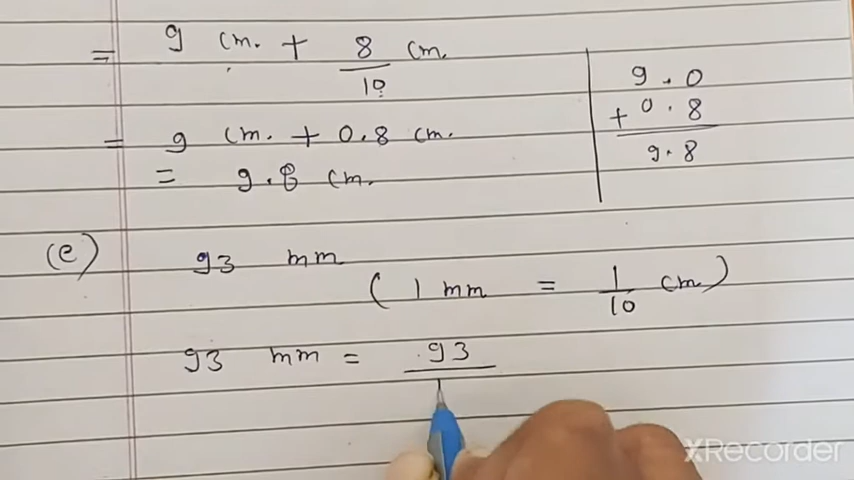 = 9 cm. + 8/10 cm.
= 9 cm. + 0.8 cm.
= 9.8 cm.
9.0
+ 0.8
9.8
(e) 93 mm
( 1 mm = 1/10 cm )
93 mm = 93/1
XRecorder